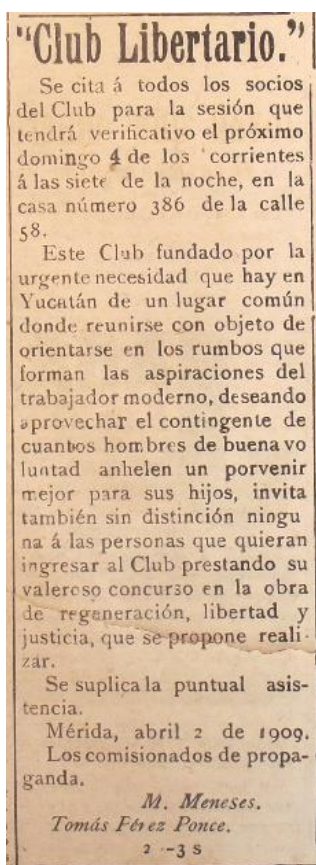 "Club Libertario."
Se cita á todos los socios
del Club para la sesión que
tendrá verificativo el próximo
domingo 4 de los corrientes
á las siete de la noche, en la
casa número 386 de la calle
58.
Este Club fundado por la
urgente necesidad que hay en
Yucatán de un lugar común
donde reunirse con objeto de
orientarse en los rumbos que
forman las aspiraciones del
trabajador moderno, deseando
aprovechar el contingente de
cuantos hombres de buena vo
luntad anhelen un porvenir
mejor para sus hijos, invita
también sin distinción ningu
na á las personas que quieran
ingresar al Club prestando su
valeroso concurso en la obra
de regeneración, libertad y
justicia, que se propone reali-
zar.
Se suplica la puntual asis-
tencia.
Mérida, abril 2 de 1909.
Los comisionados de propa-
ganda.
M. Meneses.
Tomás Pérez Ponce.
2 -3 s